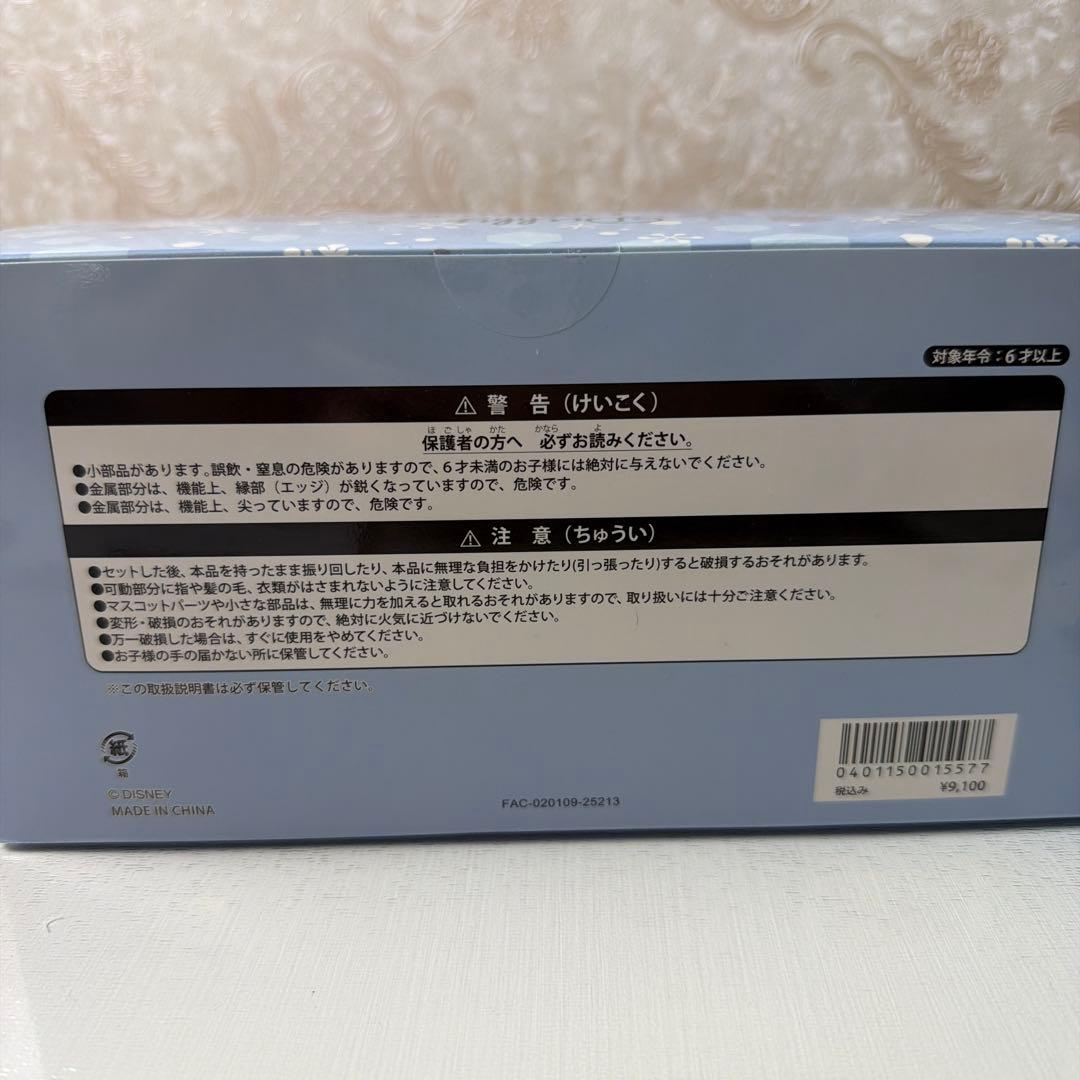 対象年令：6才以上
⚠ 警 告（けいこく）
保護者の方へ 必ずお読みください。
●小部品があります。誤飲・窒息の危険がありますので、6才未満のお子様には絶対に与えないでください。
●金属部分は、機能上、縁部（エッジ）が鋭くなっていますので、危険です。
●金属部分は、機能上、尖っていますので、危険です。
⚠ 注 意（ちゅうい）
●セットした後、本品を持ったまま振り回したり、本品に無理な負担をかけたり(引っ張ったり)すると破損するおそれがあります。
●可動部分に指や髪の毛、衣類がはさまれないように注意してください。
●マスコットパーツや小さな部品は、無理に力を加えると取れるおそれがありますので、取り扱いには十分ご注意ください。
●変形・破損のおそれがありますので、絶対に火気に近づけないでください。
●万一破損した場合は、すぐに使用をやめてください。
●お子様の手の届かない所に保管してください。
※この取扱説明書は必ず保管してください。
紙
箱
© DISNEY
MADE IN CHINA
FAC-020109-25213
0401150015577
税込み ¥9,100